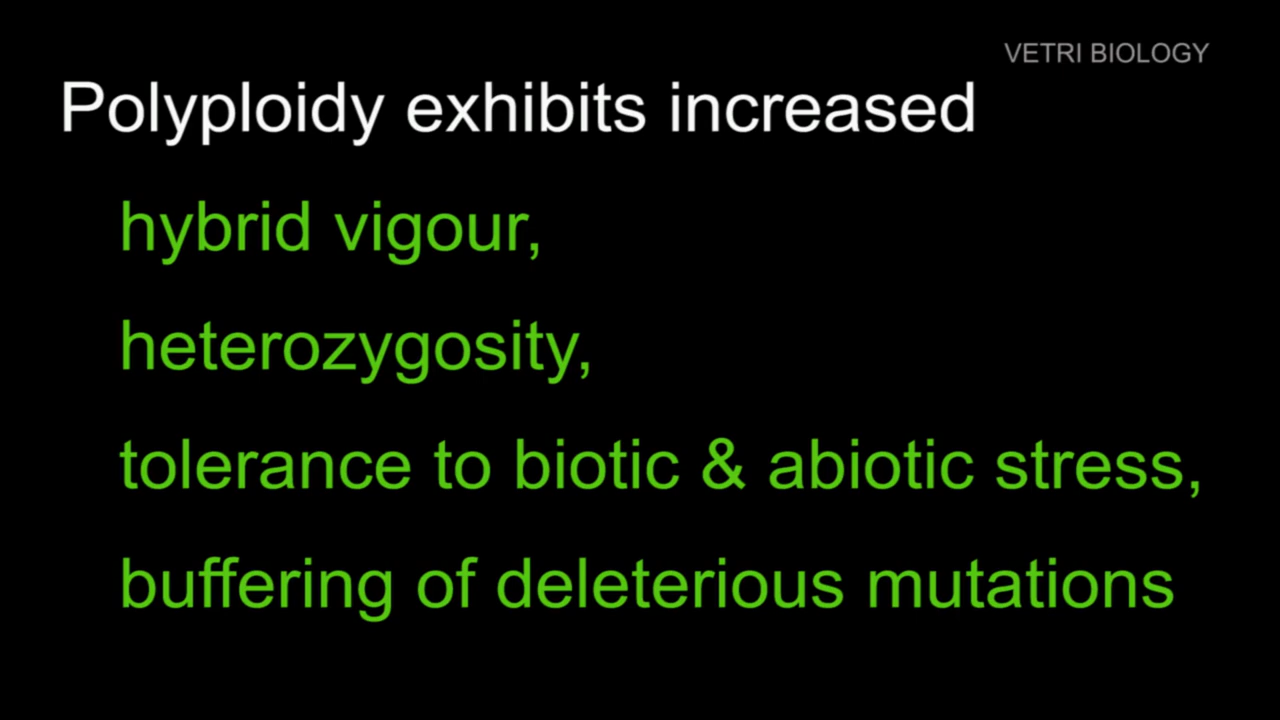 VETRI BIOLOGY
Polyploidy exhibits increased
hybrid vigour,
heterozygosity,
tolerance to biotic & abiotic stress,
buffering of deleterious mutations